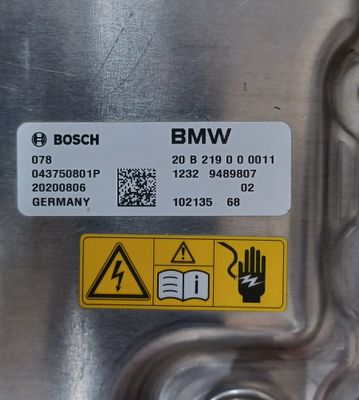 BOSCH BMW
078 20 B 219 0 0 0011
043750801P 1232 9489807
20200806 02
GERMANY 102135 68